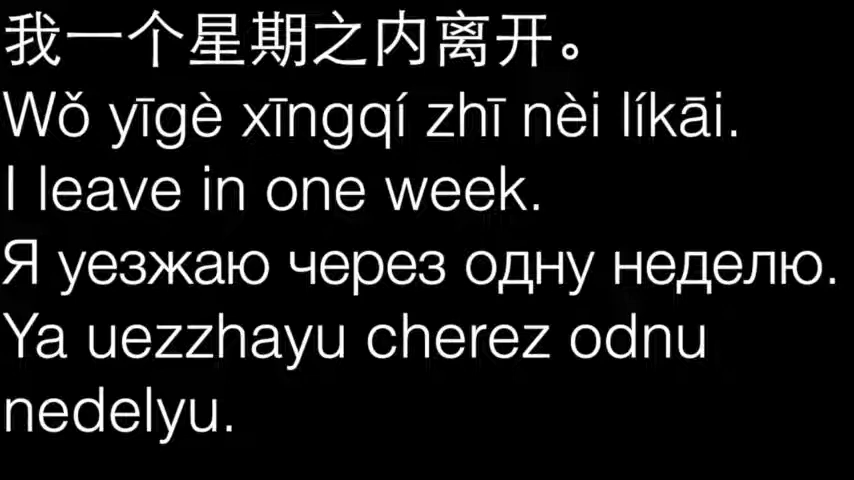 我一个星期之内离开。
Wǒ yīgè xīngqí zhī nèi líkāi.
I leave in one week.
Я уезжаю через одну неделю.
Ya uezzhayu cherez odnu
nedelyu.